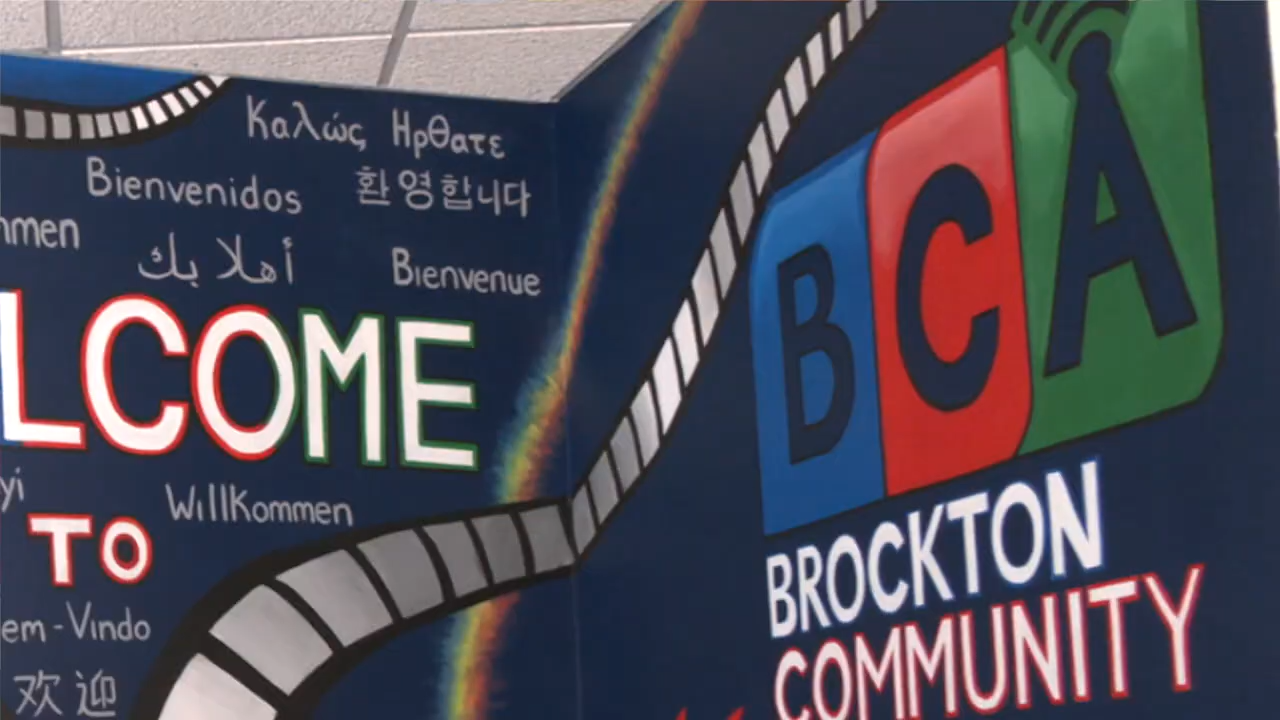 Καλώς Ηρθατε
Bienvenidos
환영합니다
mmen
أهلا بك
Bienvenue
LCOME
yi
Willkommen
TO
em-Vindo
欢迎
BCA
BROCKTON
COMMUNITY